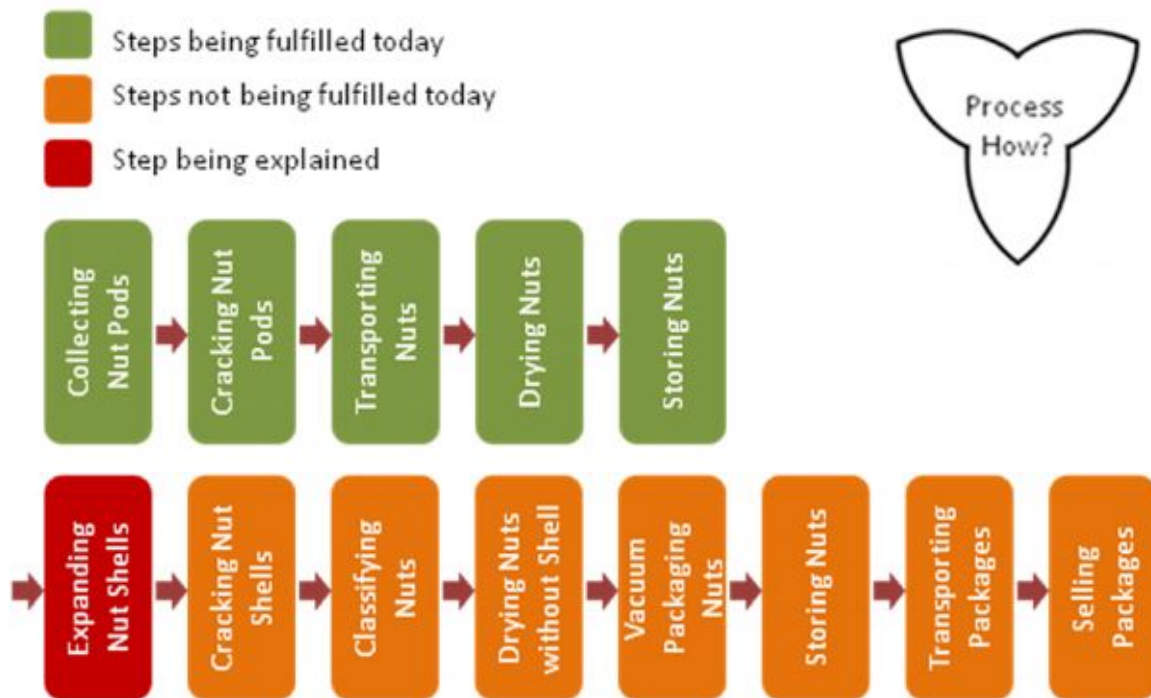 Steps being fulfilled today
Steps not being fulfilled today
Step being explained
Process
How?
Collecting
Nut Pods
Cracking Nut
Pods
Transporting
Nuts
Drying Nuts
Storing Nuts
Expanding
Nut Shells
Cracking Nut
Shells
Classifying
Nuts
Drying Nuts
without Shell
Vacuum
Packaging
Nuts
Storing Nuts
Transporting
Packages
Selling
Packages